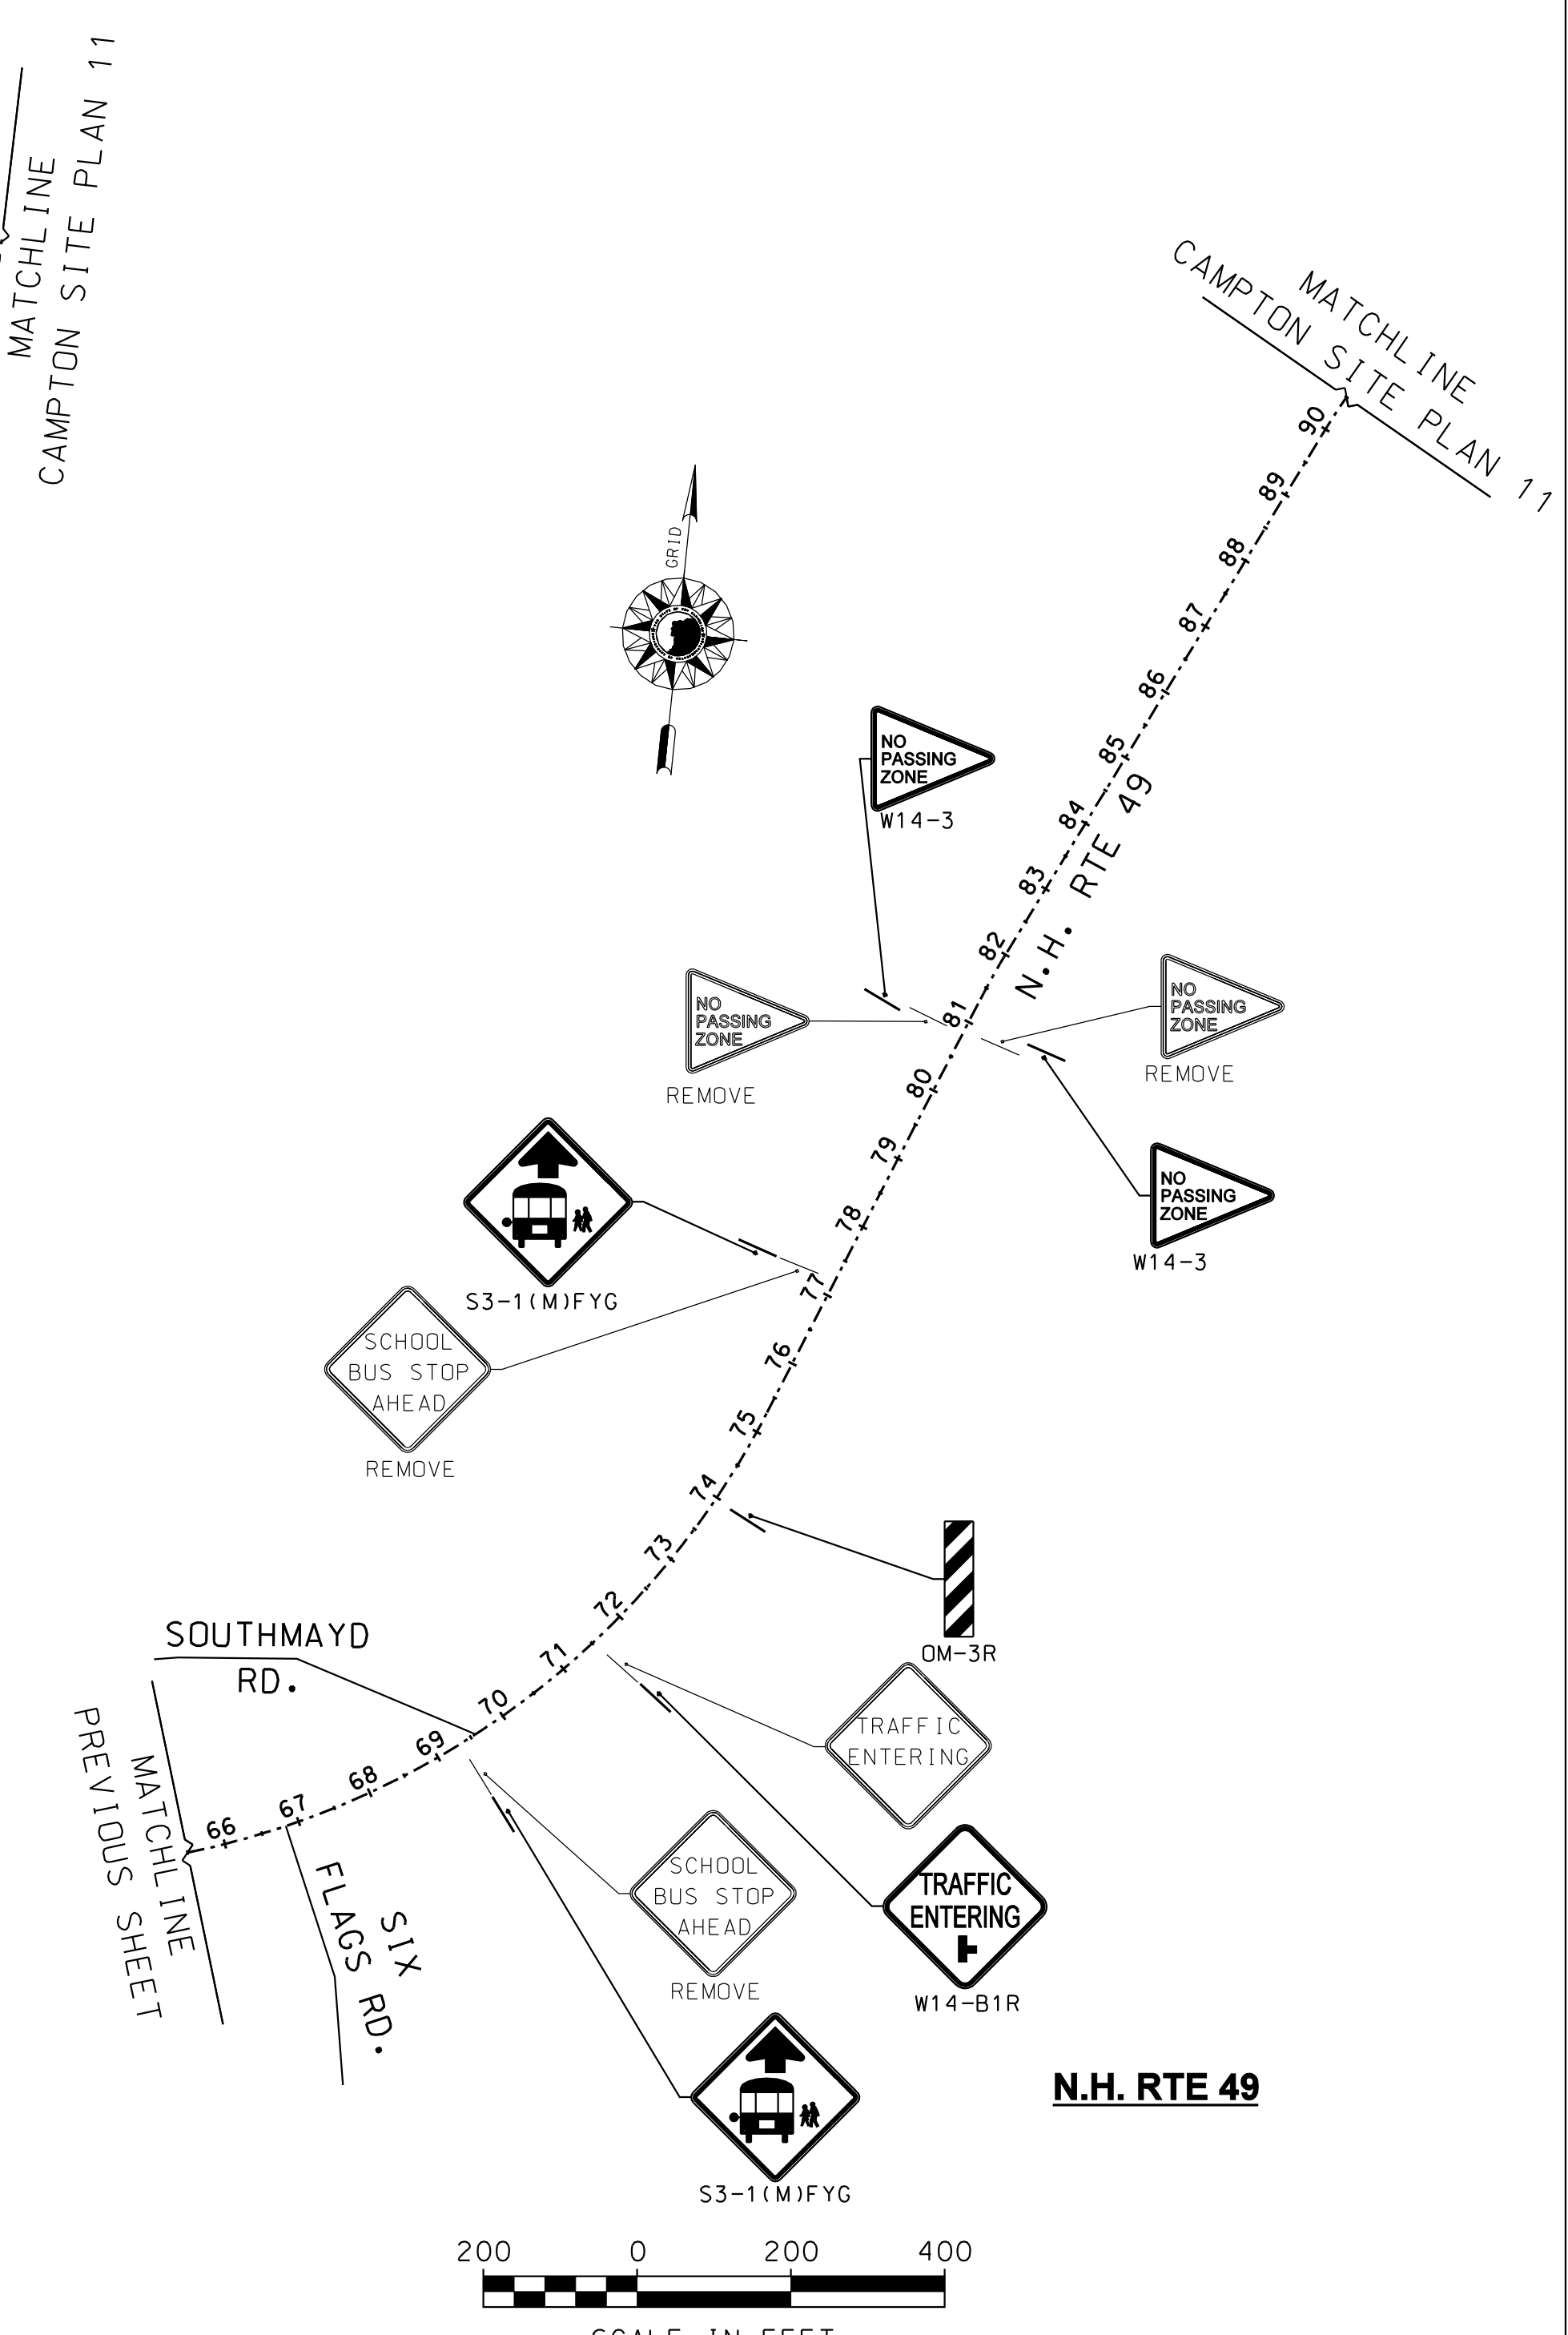 MATCHLINE
CAMPTON SITE PLAN 11
MATCHLINE
CAMPTON SITE PLAN 11
GRID
90
89
88
87
86
85
84
83
82
81
80
79
78
77
76
75
74
73
72
71
70
69
68
67
66
N.H. RTE 49
NO
PASSING
ZONE
W14-3
NO
PASSING
ZONE
REMOVE
NO
PASSING
ZONE
REMOVE
NO
PASSING
ZONE
W14-3
S3-1(M)FYG
SCHOOL
BUS STOP
AHEAD
REMOVE
OM-3R
SOUTHMAYD
RD.
TRAFFIC
ENTERING
MATCHLINE
PREVIOUS SHEET
SIX
FLAGS RD.
SCHOOL
BUS STOP
AHEAD
REMOVE
TRAFFIC
ENTERING
W14-B1R
S3-1(M)FYG
N.H. RTE 49
200 0 200 400
SCALE IN FEET